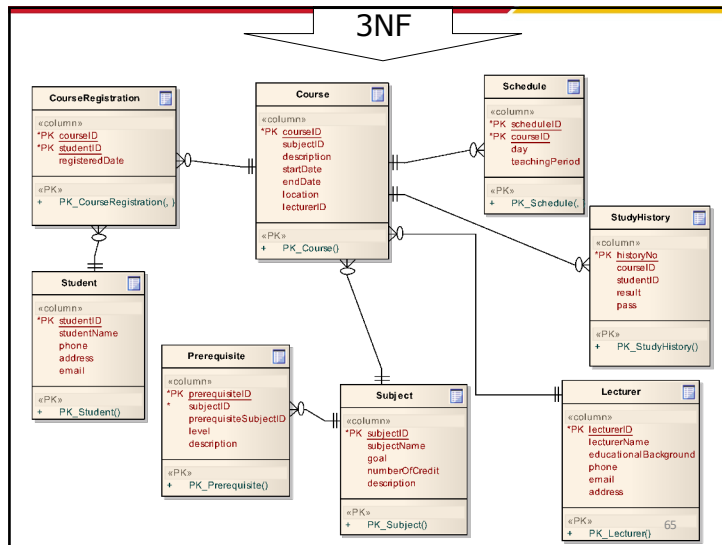 3NF
CourseRegistration
«column»
*PK courseID
*PK studentID
registeredDate
«PK»
+ PK_CourseRegistration(, )
Course
«column»
*PK courseID
subjectID
description
startDate
endDate
location
lecturerID
«PK»
+ PK_Course()
Schedule
«column»
*PK scheduleID
*PK courseID
day
teachingPeriod
«PK»
+ PK_Schedule(, )
StudyHistory
«column»
*PK historyNo
courseID
studentID
result
pass
«PK»
+ PK_StudyHistory()
Student
«column»
*PK studentID
studentName
phone
address
email
«PK»
+ PK_Student()
Prerequisite
«column»
*PK prerequisiteID
* subjectID
prerequisiteSubjectID
level
description
«PK»
+ PK_Prerequisite()
Subject
«column»
*PK subjectID
subjectName
goal
numberOfCredit
description
«PK»
+ PK_Subject()
Lecturer
«column»
*PK lecturerID
lecturerName
educationalBackground
phone
email
address
«PK»
+ PK_Lecturer()
65